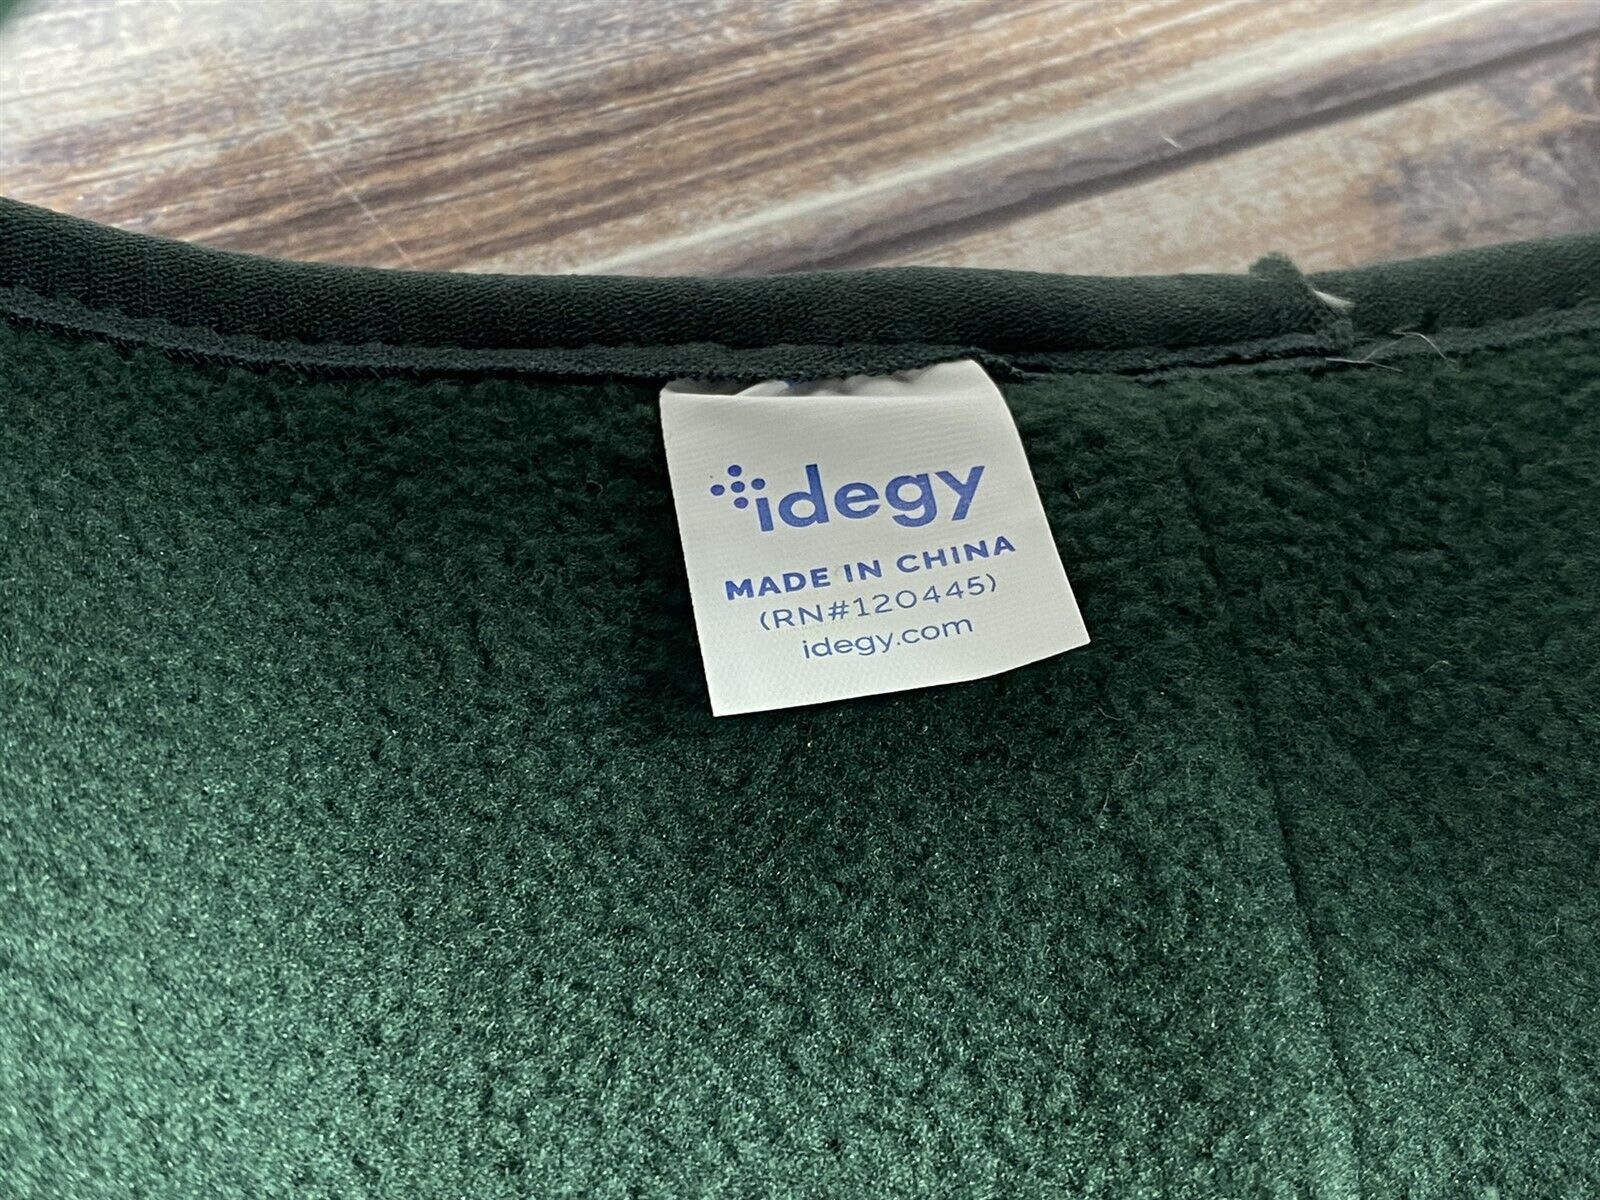 idegy
MADE IN CHINA
(RN#120445)
idegy.com